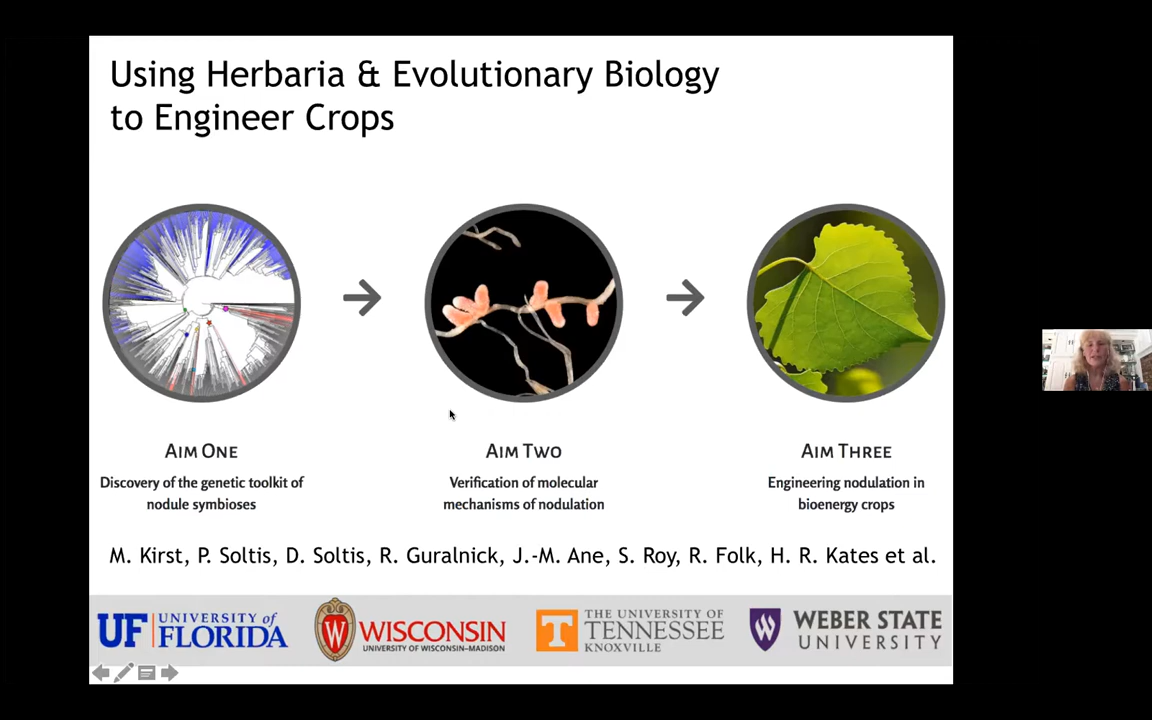 Using Herbaria & Evolutionary Biology
to Engineer Crops
AIM ONE
Discovery of the genetic toolkit of
nodule symbioses
AIM TWO
Verification of molecular
mechanisms of nodulation
AIM THREE
Engineering nodulation in
bioenergy crops
M. Kirst, P. Soltis, D. Soltis, R. Guralnick, J.-M. Ane, S. Roy, R. Folk, H. R. Kates et al.
UF UNIVERSITY of
FLORIDA
W WISCONSIN
UNIVERSITY OF WISCONSIN–MADISON
T THE UNIVERSITY OF
TENNESSEE
KNOXVILLE
W WEBER STATE
UNIVERSITY